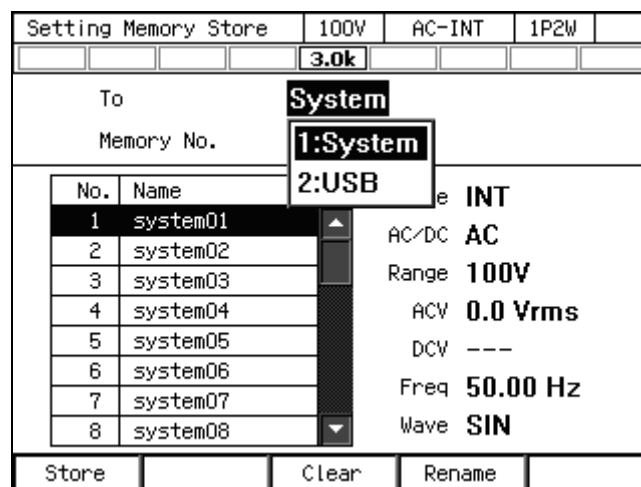 Setting Memory Store 100V AC-INT 1P2W
3.0k
To System
Memory No. 1:System
2:USB
No. Name e INT
1 system01
AC/DC AC
2 system02
3 system03 Range 100V
4 system04 ACV 0.0 Vrms
5 system05 DCV ---
6 system06
Freq 50.00 Hz
7 system07
8 system08 Wave SIN
Store Clear Rename